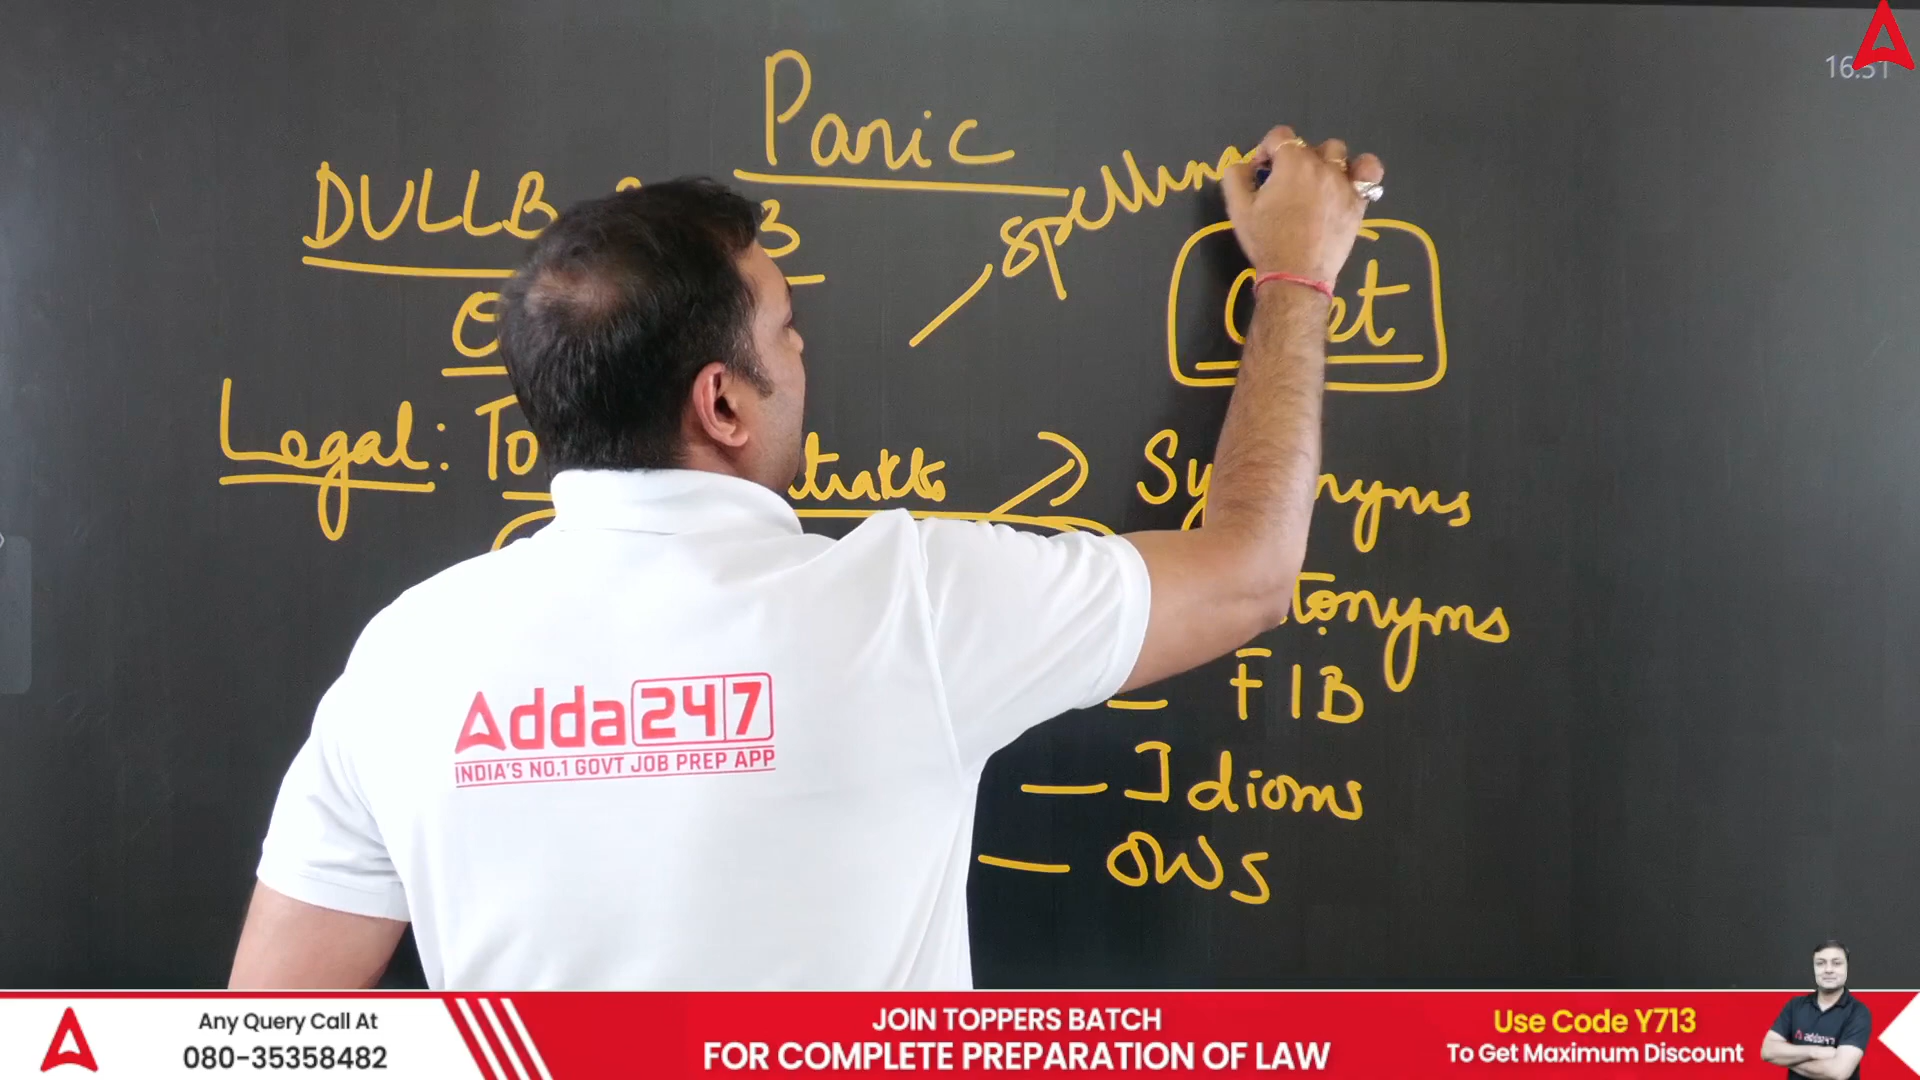 16:51
Panic
DULLB
3
spelling
Legal: To
Synonyms
tonyms
FIB
Idioms
OWS
Adda247
INDIA'S NO.1 GOVT JOB PREP APP
Any Query Call At
080-35358482
JOIN TOPPERS BATCH
FOR COMPLETE PREPARATION OF LAW
Use Code Y713
To Get Maximum Discount
adda247